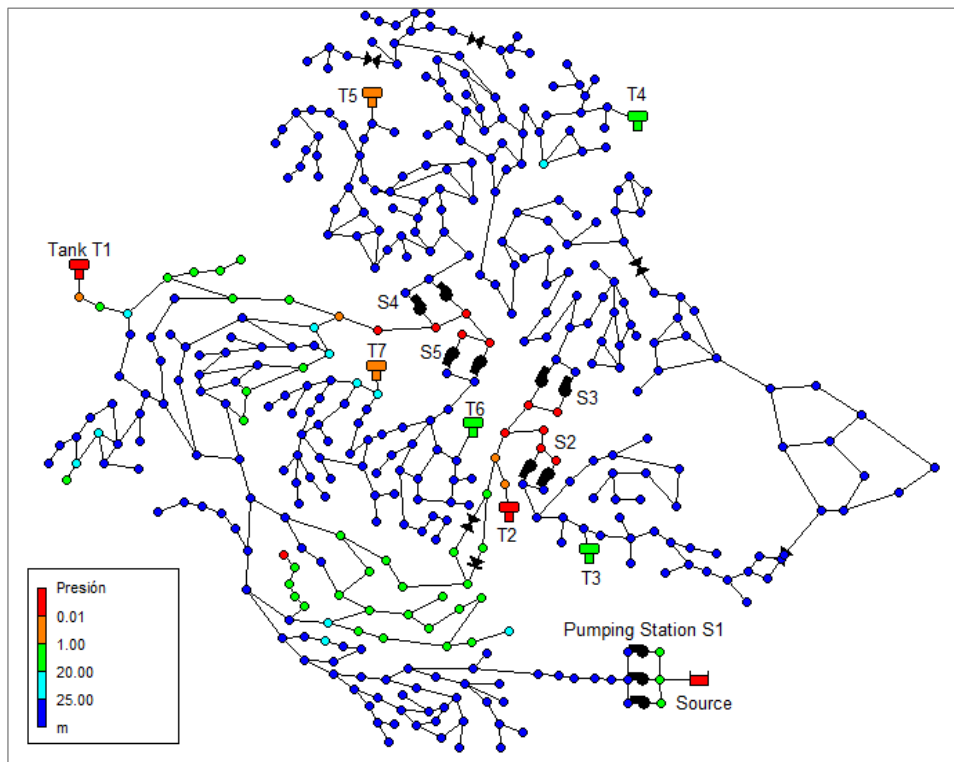 T5
T4
Tank T1
S4
S5
T7
S3
T6
S2
T2
T3
Presión
0.01
1.00
20.00
25.00
m
Pumping Station S1
Source